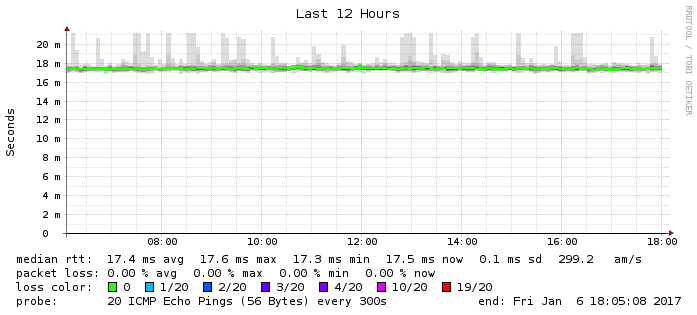 Last 12 Hours
RRDTOOL / TOBI OETIKER
Seconds
20 m
18 m
16 m
14 m
12 m
10 m
8 m
6 m
4 m
2 m
0
08:00 10:00 12:00 14:00 16:00 18:00
median rtt: 17.4 ms avg 17.6 ms max 17.3 ms min 17.5 ms now 0.1 ms sd 299.2 am/s
packet loss: 0.00 % avg 0.00 % max 0.00 % min 0.00 % now
loss color: 0 1/20 2/20 3/20 4/20 10/20 19/20
probe: 20 ICMP Echo Pings (56 Bytes) every 300s end: Fri Jan 6 18:05:08 2017